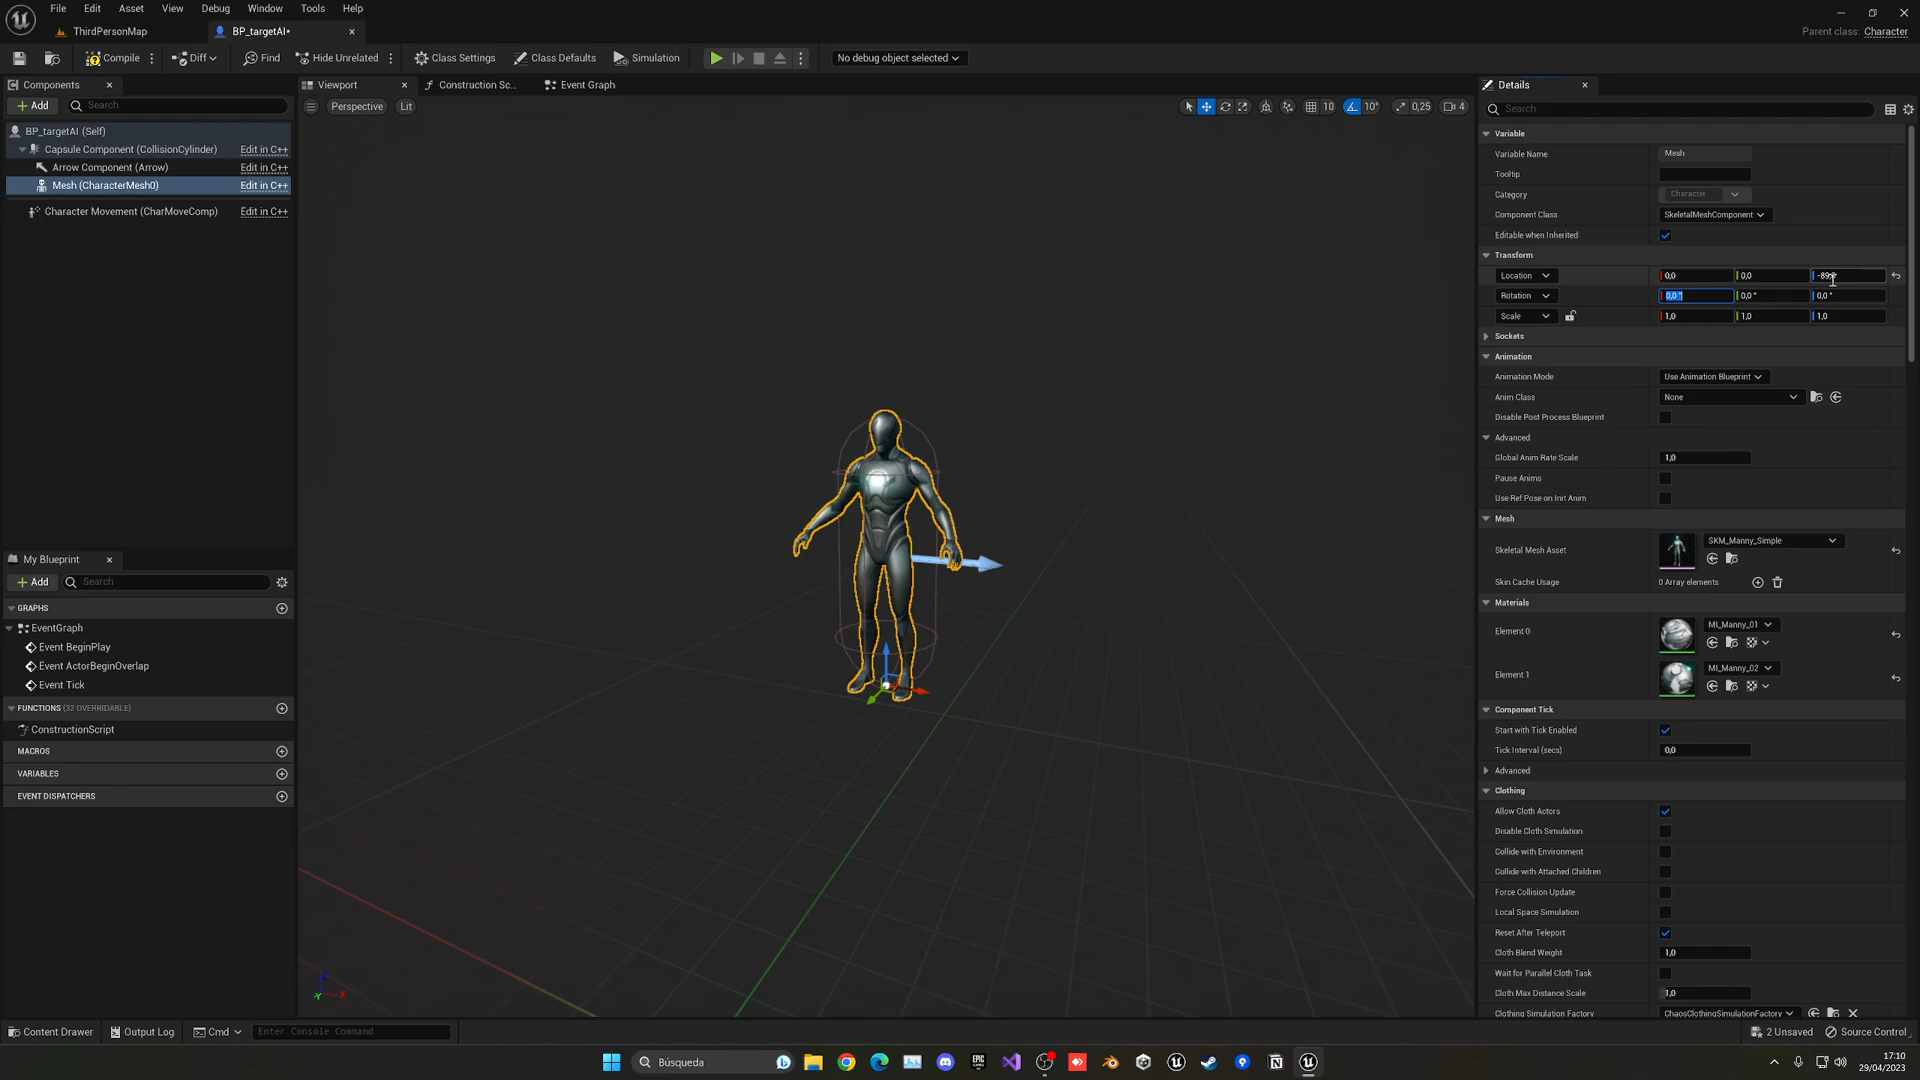 File Edit Asset View Debug Window Tools Help
ThirdPersonMap
BP_targetAI*
Parent class: Character
Compile
Diff
Find
Hide Unrelated
Class Settings
Class Defaults
Simulation
No debug object selected
Components
Viewport
Construction Sc...
Event Graph
Details
Add
Search
Perspective
Lit
10
10°
0,25
4
Search
BP_targetAI (Self)
Capsule Component (CollisionCylinder) Edit in C++
Arrow Component (Arrow) Edit in C++
Mesh (CharacterMesh0) Edit in C++
Character Movement (CharMoveComp) Edit in C++
Variable
Variable Name Mesh
Tooltip
Category Character
Component Class SkeletalMeshComponent
Editable when Inherited
Transform
Location 0,0 0,0
Rotation 0,0 ° 0,0 ° 0,0 °
Scale 1,0 1,0 1,0
Sockets
Animation
Animation Mode Use Animation Blueprint
Anim Class None
Disable Post Process Blueprint
Advanced
Global Anim Rate Scale 1,0
Pause Anims
Use Ref Pose on Init Anim
Mesh
Skeletal Mesh Asset SKM_Manny_Simple
Skin Cache Usage 0 Array elements
Materials
Element 0 MI_Manny_01
Element 1 MI_Manny_02
Component Tick
Start with Tick Enabled
Tick Interval (secs) 0,0
Advanced
Clothing
Allow Cloth Actors
Disable Cloth Simulation
Collide with Environment
Collide with Attached Children
Force Collision Update
Local Space Simulation
Reset After Teleport
Cloth Blend Weight 1,0
Wait for Parallel Cloth Task
Cloth Max Distance Scale 1,0
Clothing Simulation Factory ChaosClothingSimulationFactory
My Blueprint
Add
Search
GRAPHS
EventGraph
Event BeginPlay
Event ActorBeginOverlap
Event Tick
FUNCTIONS (32 OVERRIDABLE)
ConstructionScript
MACROS
VARIABLES
EVENT DISPATCHERS
Z
X
Y
Content Drawer
Output Log
Cmd
Enter Console Command
2 Unsaved
Source Control
Búsqueda
17:10
29/04/2023